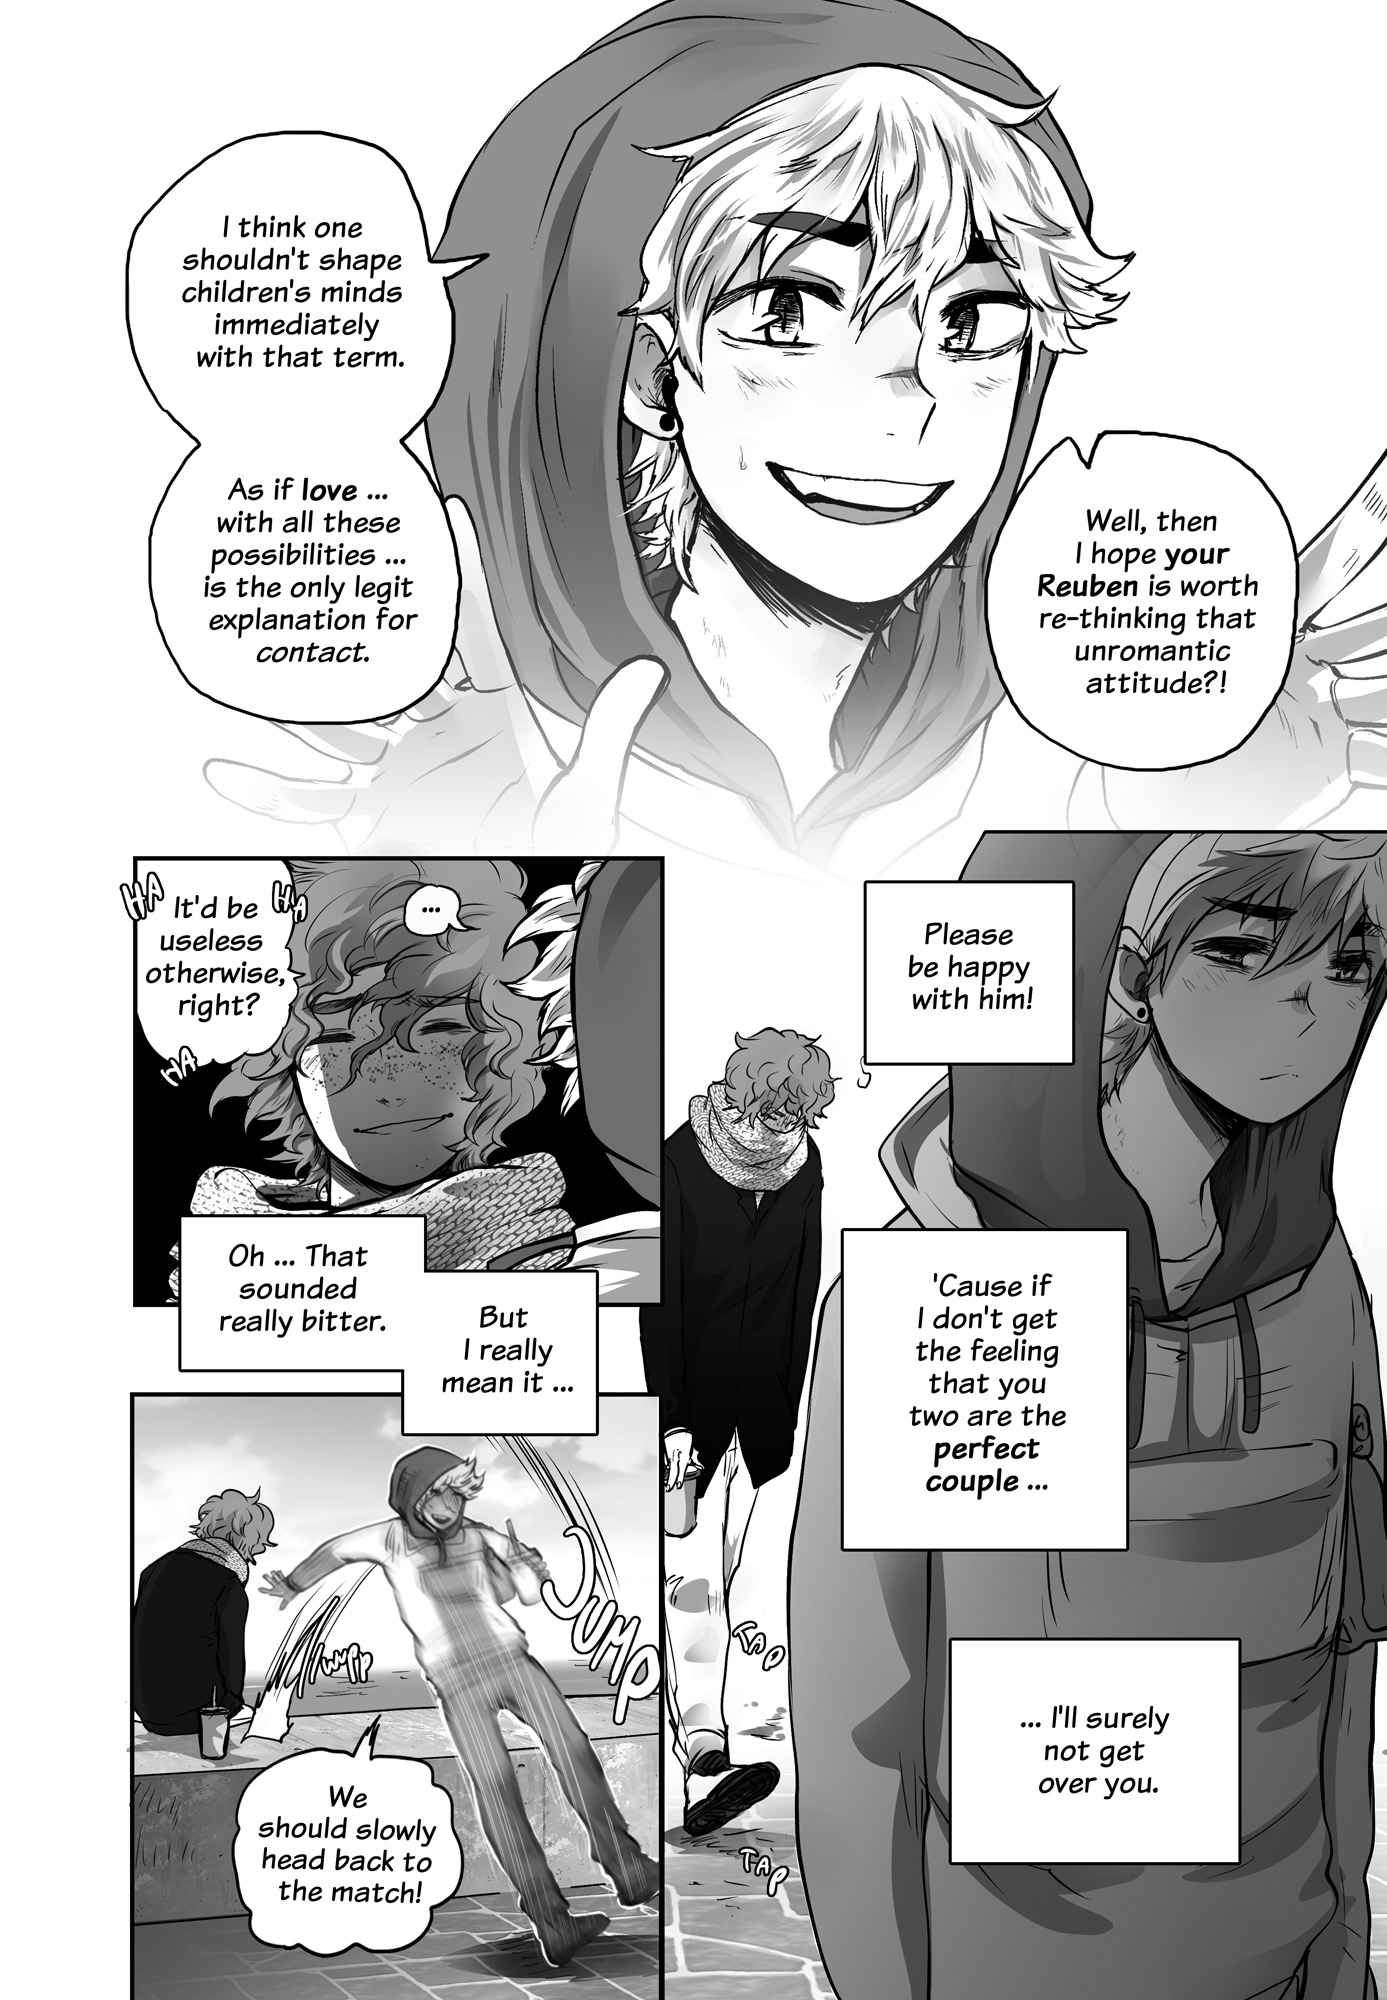 I think one
shouldn't shape
children's minds
immediately
with that term.
As if love ...
with all these
possibilities ...
is the only legit
explanation for
contact.
Well, then
I hope your
Reuben is worth
re-thinking that
unromantic
attitude?!
HA
It'd be
useless
otherwise,
right?
HA
HA
...
Oh ... That
sounded
really bitter.
But
I really
mean it ...
WUPP
JUMP
We
should slowly
head back to
the match!
Please
be happy
with him!
'Cause if
I don't get
the feeling
that you
two are the
perfect
couple ...
TAP
TAP
TAP
... I'll surely
not get
over you.